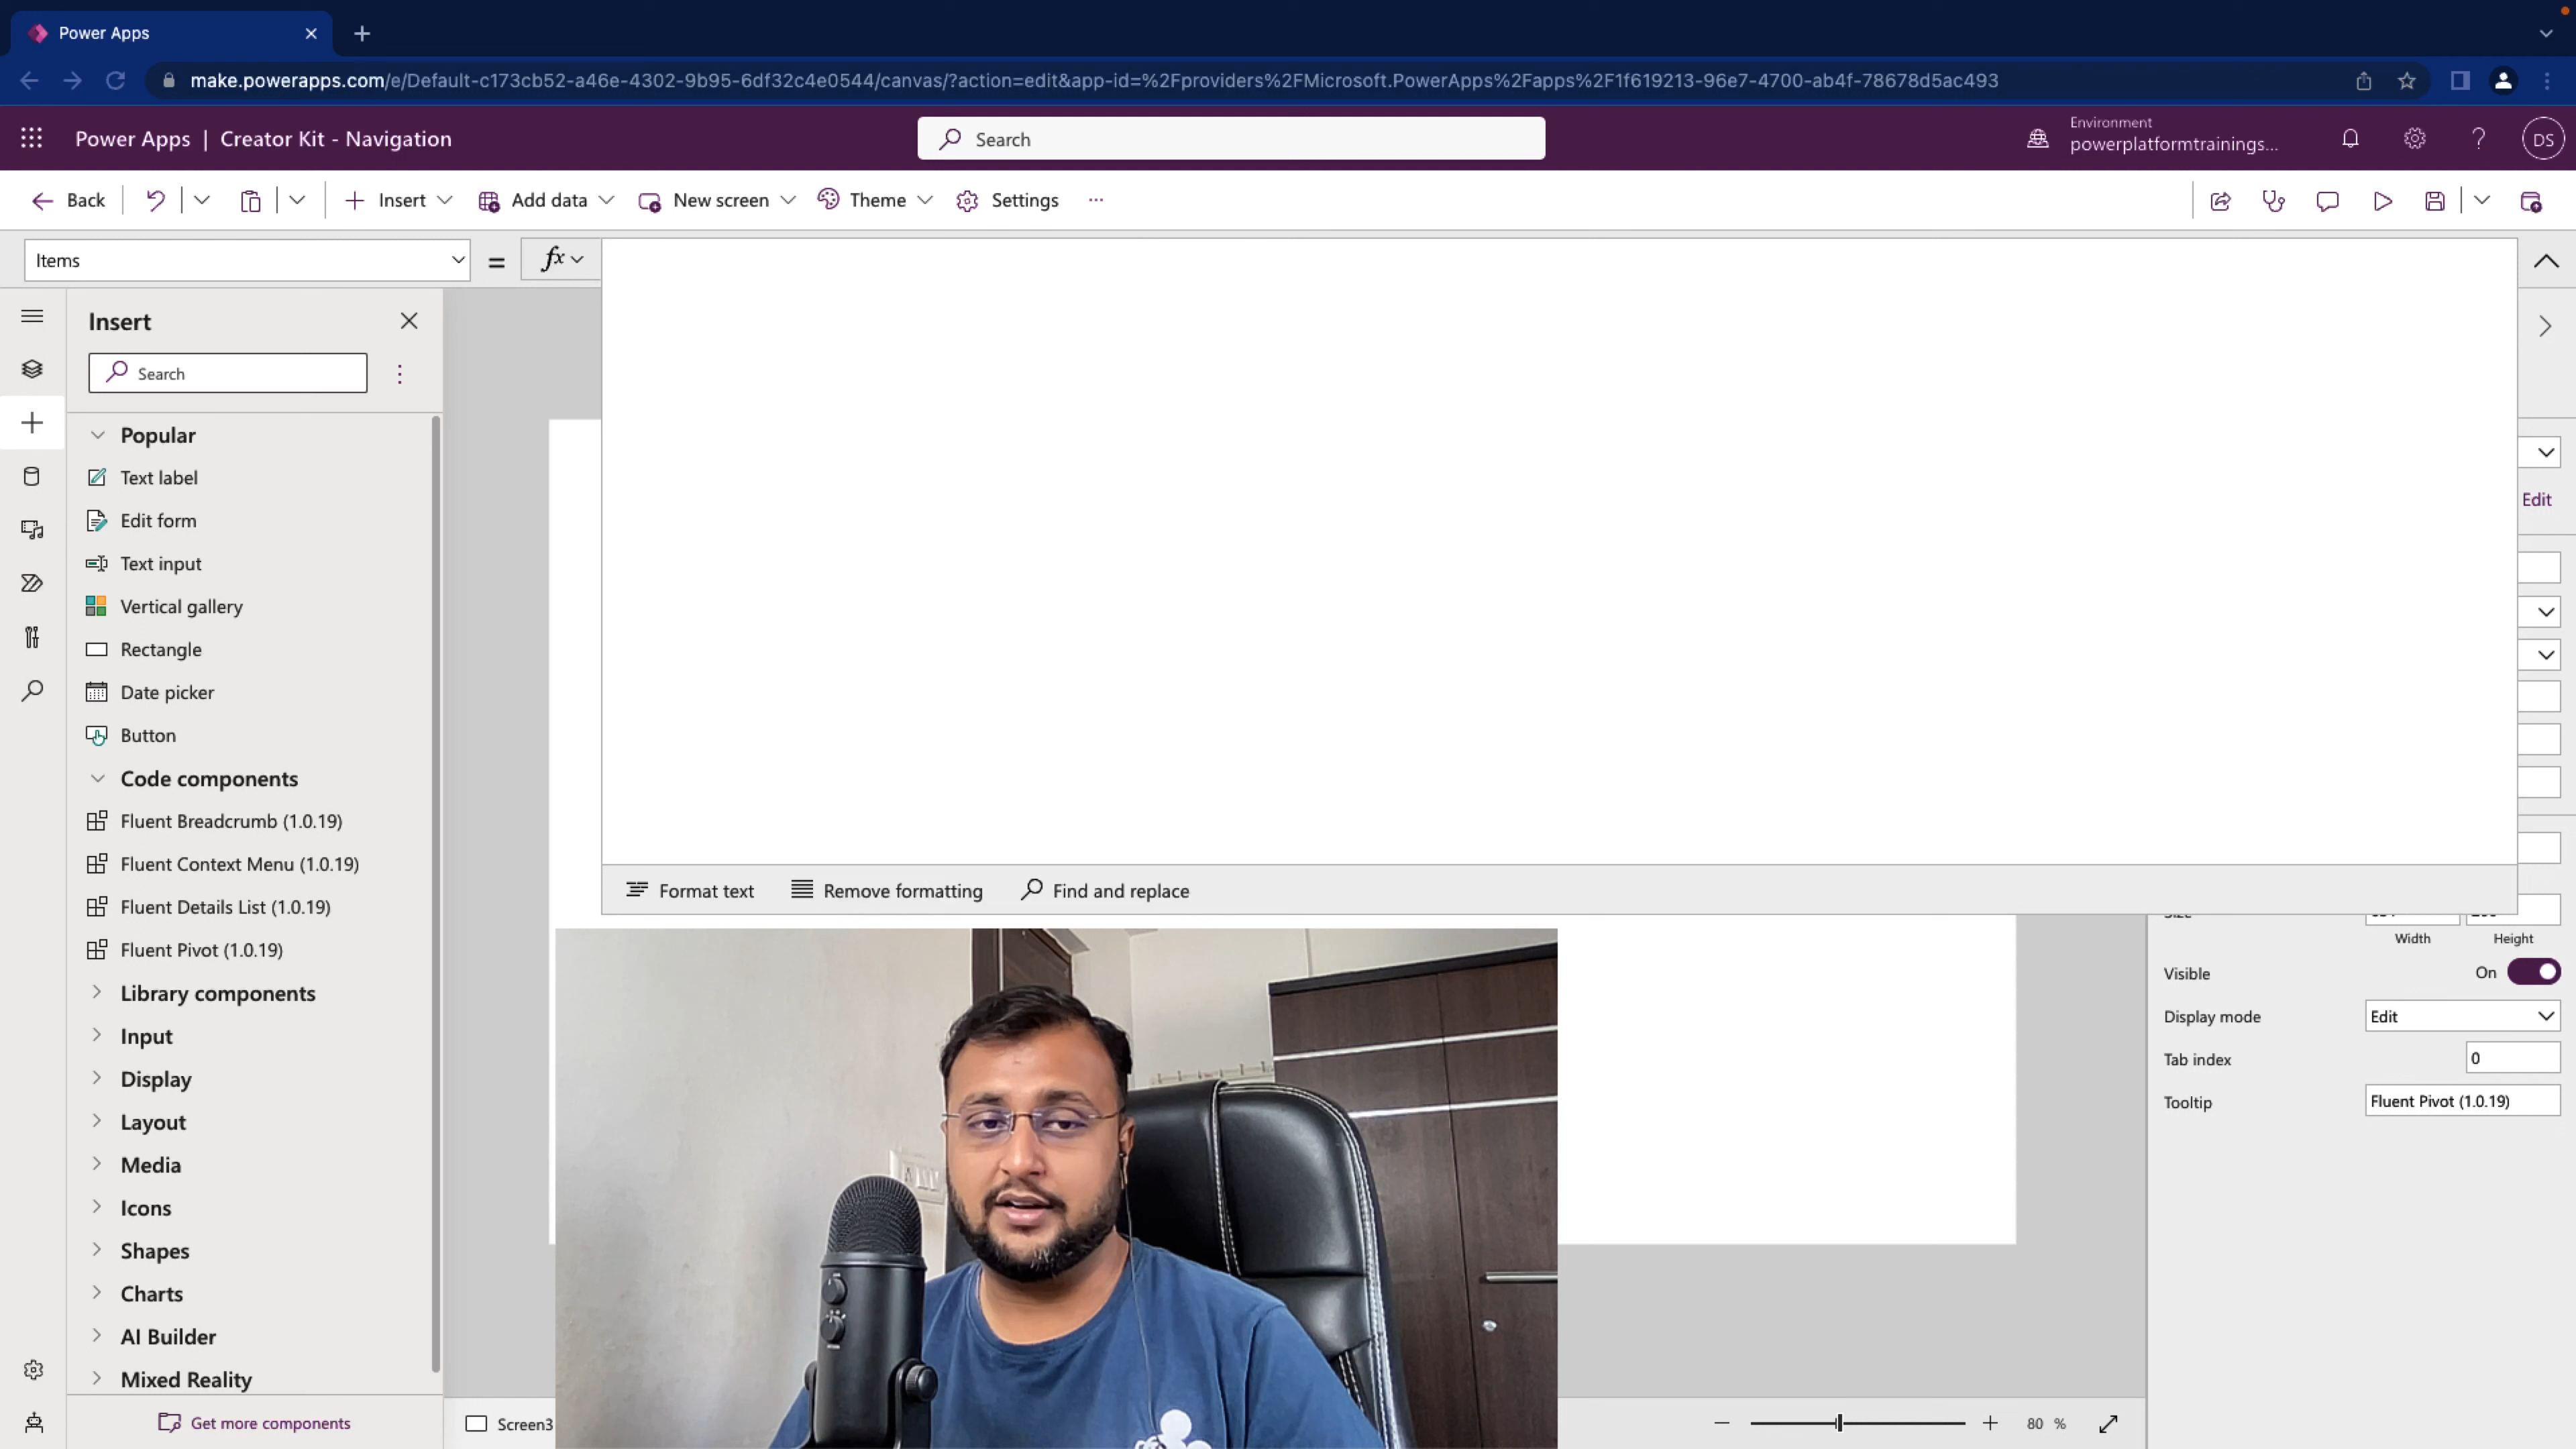 Power Apps
make.powerapps.com/e/Default-c173cb52-a46e-4302-9b95-6df32c4e0544/canvas/?action=edit&app-id=%2Fproviders%2FMicrosoft.PowerApps%2Fapps%2F1f619213-96e7-4700-ab4f-78678d5ac493
Power Apps | Creator Kit - Navigation
Search
Environment
powerplatformtrainings...
DS
Back
Insert
Add data
New screen
Theme
Settings
...
Items
=
fx
Insert
Search
Popular
Text label
Edit form
Text input
Vertical gallery
Rectangle
Date picker
Button
Code components
Fluent Breadcrumb (1.0.19)
Fluent Context Menu (1.0.19)
Fluent Details List (1.0.19)
Fluent Pivot (1.0.19)
Library components
Input
Display
Layout
Media
Icons
Shapes
Charts
AI Builder
Mixed Reality
Get more components
Format text
Remove formatting
Find and replace
Edit
Width
Height
Visible
On
Display mode
Edit
Tab index
0
Tooltip
Fluent Pivot (1.0.19)
Screen3
80 %